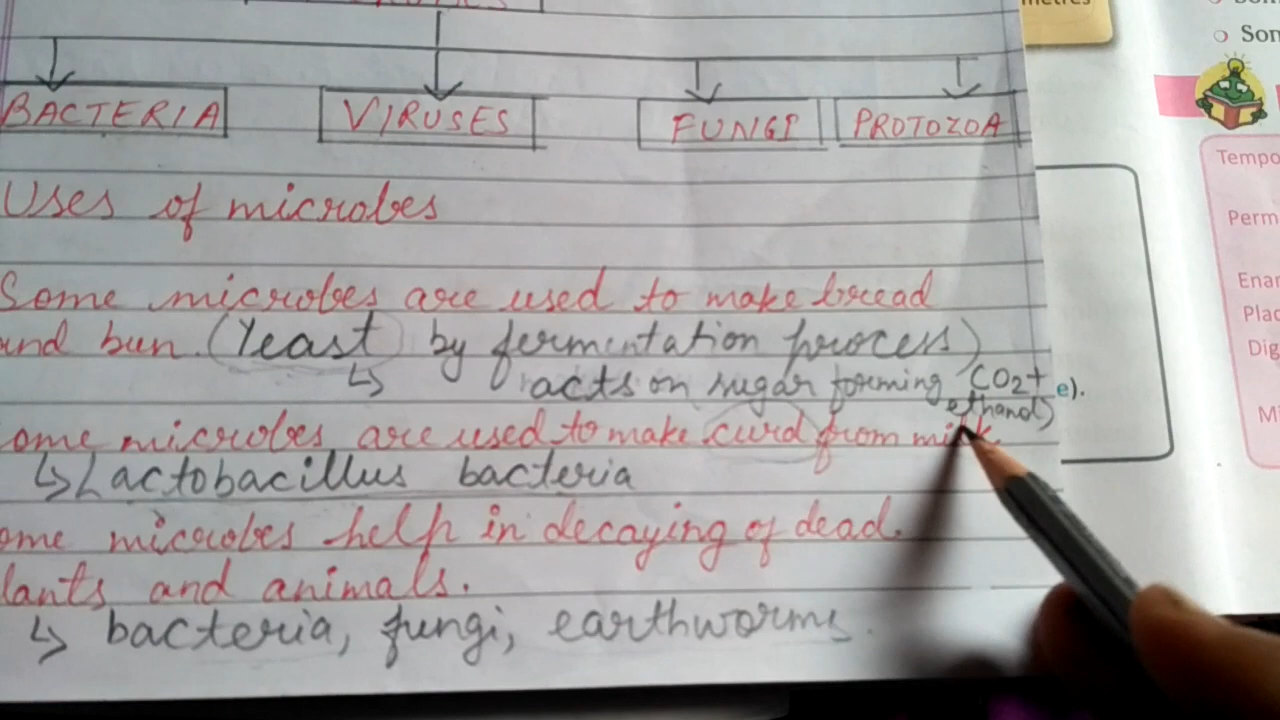 metres
Son
BACTERIA VIRUSES FUNGI PROTOZOA
Tempo
Uses of microbes
Perm
Some microbes are used to make bread
Enar
and bun. (Yeast by fermentation process)
Plac
Dig
acts on sugar forming CO2+
ethanol)
e).
ome microbes are used to make curd from milk
M
↳ Lactobacillus bacteria
ome microbes help in decaying of dead.
lants and animals.
↳ bacteria, fungi, earthworms.